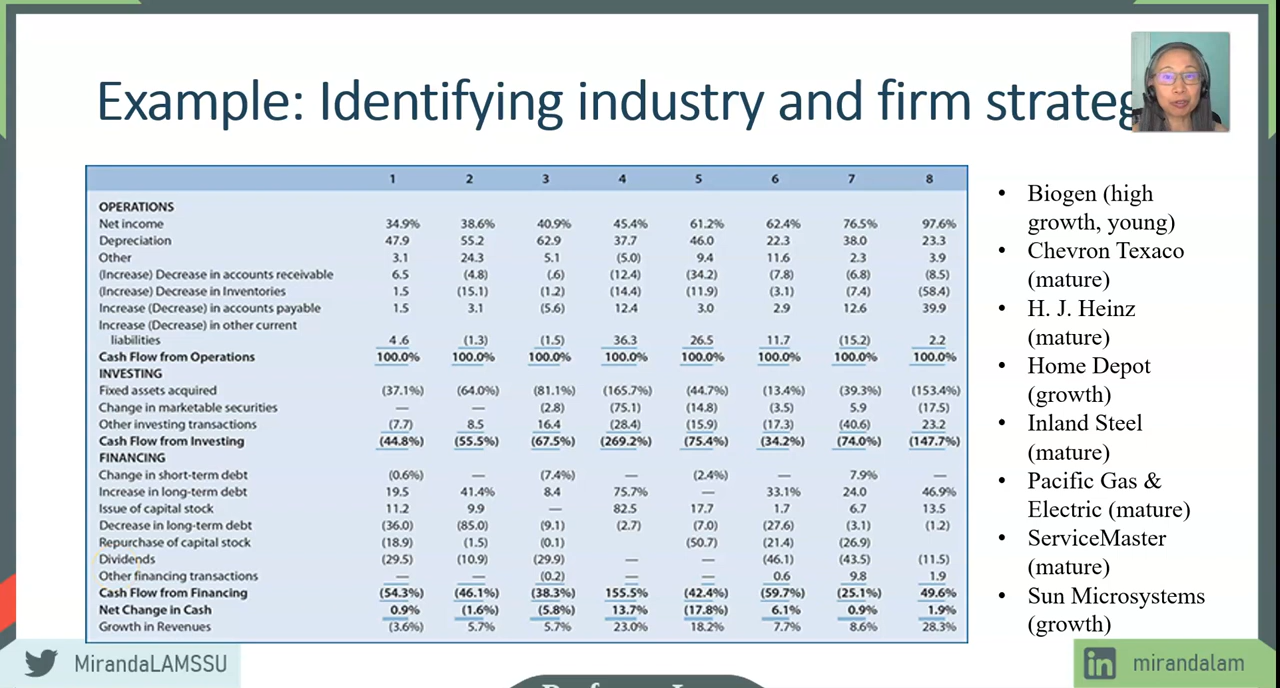 Example: Identifying industry and firm strateg
1 2 3 4 5 6 7 8
OPERATIONS
Net income 34.9% 38.6% 40.9% 45.4% 61.2% 62.4% 76.5% 97.6%
Depreciation 47.9 55.2 62.9 37.7 46.0 22.3 38.0 23.3
Other 3.1 24.3 5.1 (5.0) 9.4 11.6 2.3 3.9
(Increase) Decrease in accounts receivable 6.5 (4.8) (.6) (12.4) (34.2) (7.8) (6.8) (8.5)
(Increase) Decrease in Inventories 1.5 (15.1) (1.2) (14.4) (11.9) (3.1) (7.4) (58.4)
Increase (Decrease) in accounts payable 1.5 3.1 (5.6) 12.4 3.0 2.9 12.6 39.9
Increase (Decrease) in other current
liabilities 4.6 (1.3) (1.5) 36.3 26.5 11.7 (15.2) 2.2
Cash Flow from Operations 100.0% 100.0% 100.0% 100.0% 100.0% 100.0% 100.0% 100.0%
INVESTING
Fixed assets acquired (37.1%) (64.0%) (81.1%) (165.7%) (44.7%) (13.4%) (39.3%) (153.4%)
Change in marketable securities — — (2.8) (75.1) (14.8) (3.5) 5.9 (17.5)
Other investing transactions (7.7) 8.5 16.4 (28.4) (15.9) (17.3) (40.6) 23.2
Cash Flow from Investing (44.8%) (55.5%) (67.5%) (269.2%) (75.4%) (34.2%) (74.0%) (147.7%)
FINANCING
Change in short-term debt (0.6%) — (7.4%) — (2.4%) — 7.9% —
Increase in long-term debt 19.5 41.4% 8.4 75.7% — 33.1% 24.0 46.9%
Issue of capital stock 11.2 9.9 — 82.5 17.7 1.7 6.7 13.5
Decrease in long-term debt (36.0) (85.0) (9.1) (2.7) (7.0) (27.6) (3.1) (1.2)
Repurchase of capital stock (18.9) (1.5) (0.1) (50.7) (21.4) (26.9)
Dividends (29.5) (10.9) (29.9) — — (46.1) (43.5) (11.5)
Other financing transactions — — (0.2) — — 0.6 9.8 1.9
Cash Flow from Financing (54.3%) (46.1%) (38.3%) 155.5% (42.4%) (59.7%) (25.1%) 49.6%
Net Change in Cash 0.9% (1.6%) (5.8%) 13.7% (17.8%) 6.1% 0.9% 1.9%
Growth in Revenues (3.6%) 5.7% 5.7% 23.0% 18.2% 7.7% 8.6% 28.3%
• Biogen (high
growth, young)
• Chevron Texaco
(mature)
• H. J. Heinz
(mature)
• Home Depot
(growth)
• Inland Steel
(mature)
• Pacific Gas &
Electric (mature)
• ServiceMaster
(mature)
• Sun Microsystems
(growth)
MirandaLAMSSU
in mirandalam